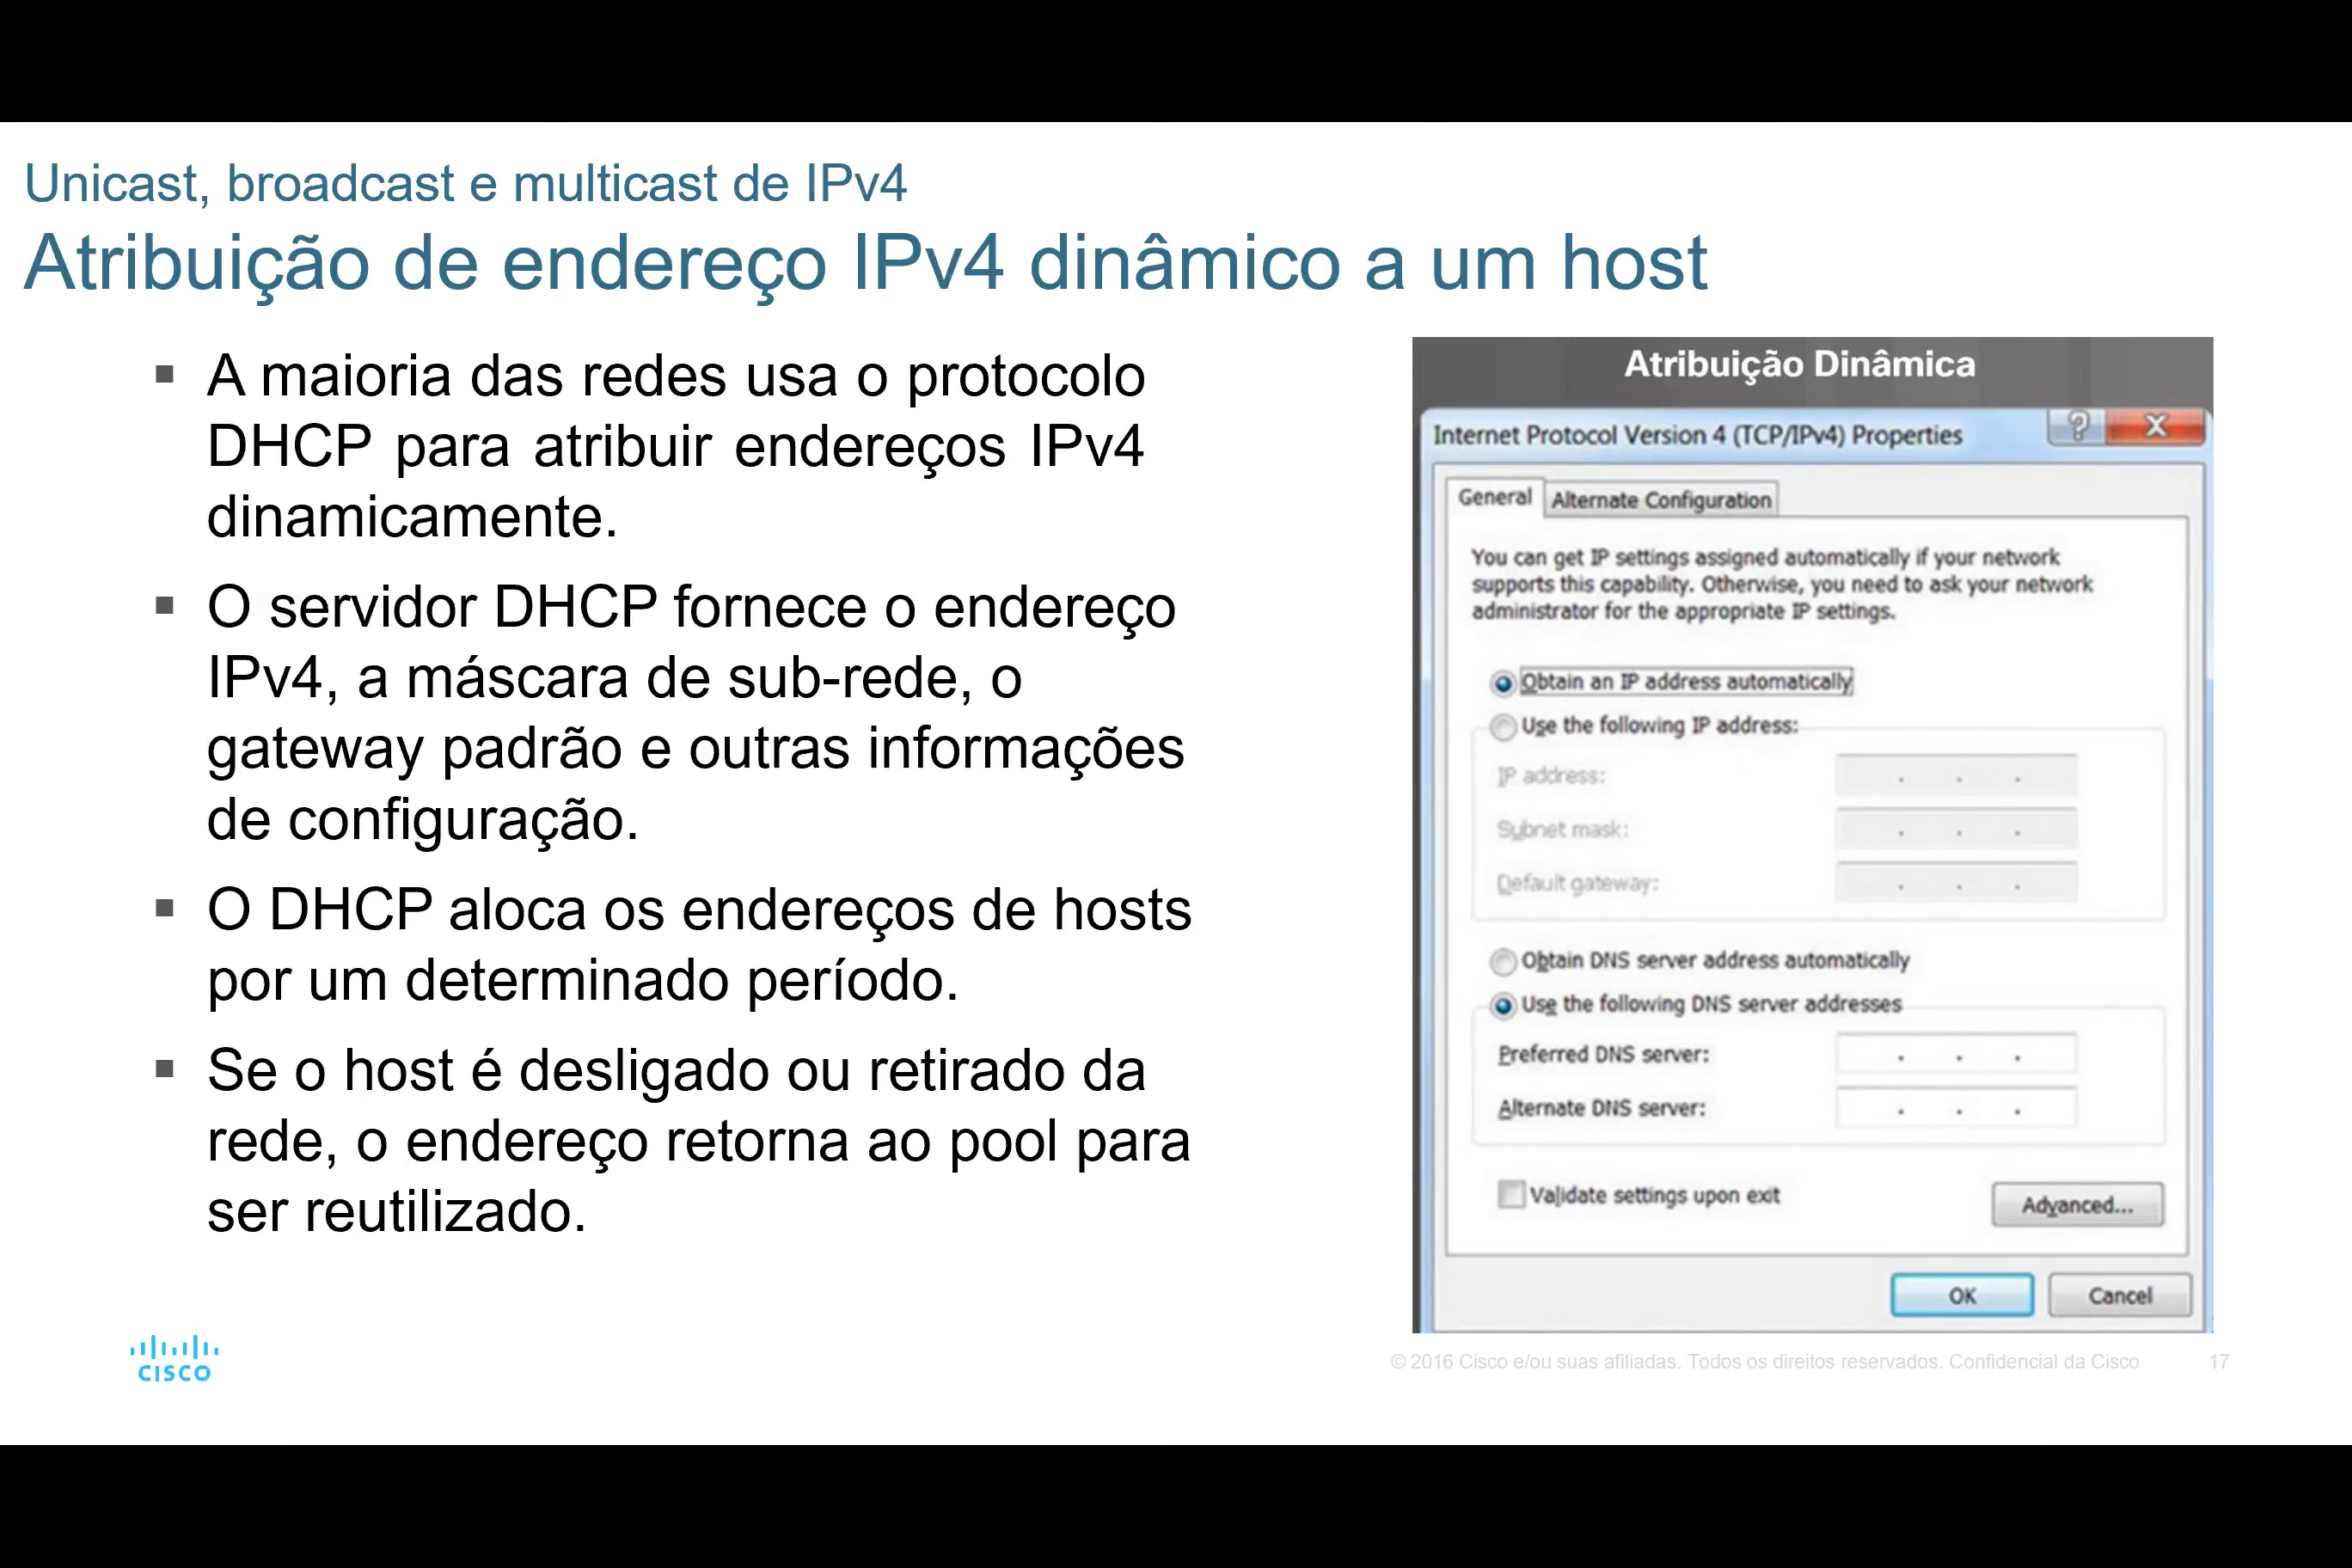 Unicast, broadcast e multicast de IPv4
Atribuição de endereço IPv4 dinâmico a um host
▪ A maioria das redes usa o protocolo
DHCP para atribuir endereços IPv4
dinamicamente.
▪ O servidor DHCP fornece o endereço
IPv4, a máscara de sub-rede, o
gateway padrão e outras informações
de configuração.
▪ O DHCP aloca os endereços de hosts
por um determinado período.
▪ Se o host é desligado ou retirado da
rede, o endereço retorna ao pool para
ser reutilizado.
Atribuição Dinâmica
Internet Protocol Version 4 (TCP/IPv4) Properties
General Alternate Configuration
You can get IP settings assigned automatically if your network
supports this capability. Otherwise, you need to ask your network
administrator for the appropriate IP settings.
Obtain an IP address automatically
Use the following IP address:
IP address:
Subnet mask:
Default gateway:
Obtain DNS server address automatically
Use the following DNS server addresses
Preferred DNS server:
Alternate DNS server:
Validate settings upon exit
Advanced...
OK Cancel
CISCO
© 2016 Cisco e/ou suas afiliadas. Todos os direitos reservados. Confidencial da Cisco 17